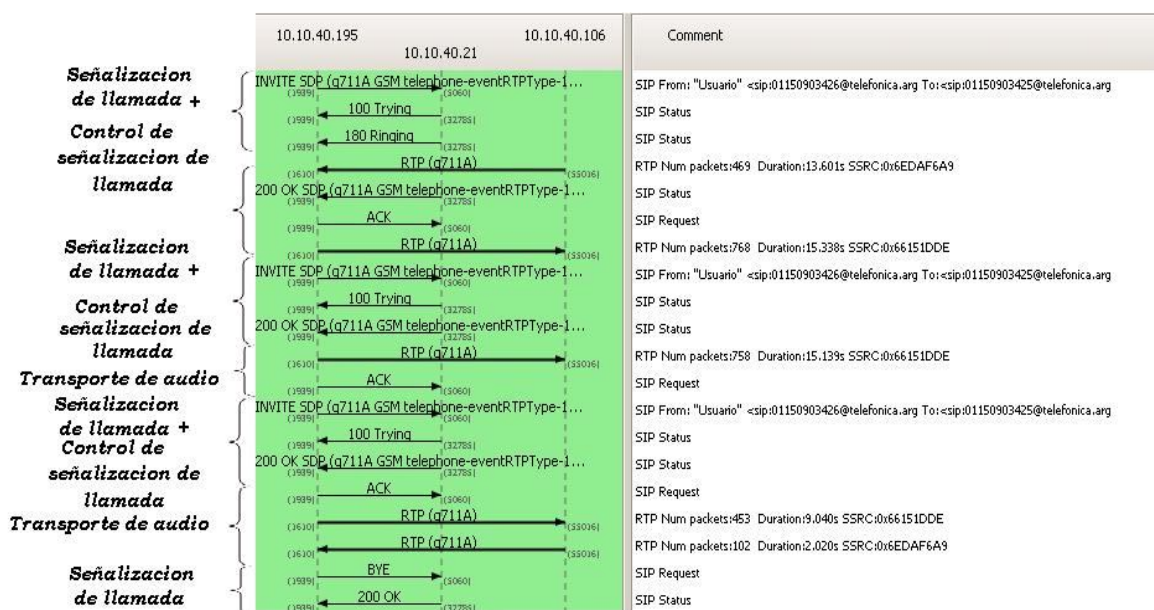 10.10.40.195
10.10.40.21
10.10.40.106
Comment
Señalizacion
de llamada +
Control de
señalizacion de
llamada
Señalizacion
de llamada +
Control de
señalizacion de
llamada
Transporte de audio
Señalizacion
de llamada +
Control de
señalizacion de
llamada
Transporte de audio
Señalizacion
de llamada
INVITE SDP (g711A GSM telephone-eventRTPType-1...
SIP From: "Usuario" <sip:01150903426@telefonica.arg To:<sip:01150903425@telefonica.arg
100 Trying
SIP Status
180 Ringing
SIP Status
RTP (g711A)
RTP Num packets:469 Duration:13.601s SSRC:0x6EDAF6A9
200 OK SDP (g711A GSM telephone-eventRTPType-1...
SIP Status
ACK
SIP Request
RTP (g711A)
RTP Num packets:768 Duration:15.338s SSRC:0x66151DDE
INVITE SDP (g711A GSM telephone-eventRTPType-1...
SIP From: "Usuario" <sip:01150903426@telefonica.arg To:<sip:01150903425@telefonica.arg
100 Trying
SIP Status
200 OK SDP (g711A GSM telephone-eventRTPType-1...
SIP Status
RTP (g711A)
RTP Num packets:758 Duration:15.139s SSRC:0x66151DDE
ACK
SIP Request
INVITE SDP (g711A GSM telephone-eventRTPType-1...
SIP From: "Usuario" <sip:01150903426@telefonica.arg To:<sip:01150903425@telefonica.arg
100 Trying
SIP Status
200 OK SDP (g711A GSM telephone-eventRTPType-1...
SIP Status
ACK
SIP Request
RTP (g711A)
RTP Num packets:453 Duration:9.040s SSRC:0x66151DDE
RTP (g711A)
RTP Num packets:102 Duration:2.020s SSRC:0x6EDAF6A9
BYE
SIP Request
200 OK
SIP Status